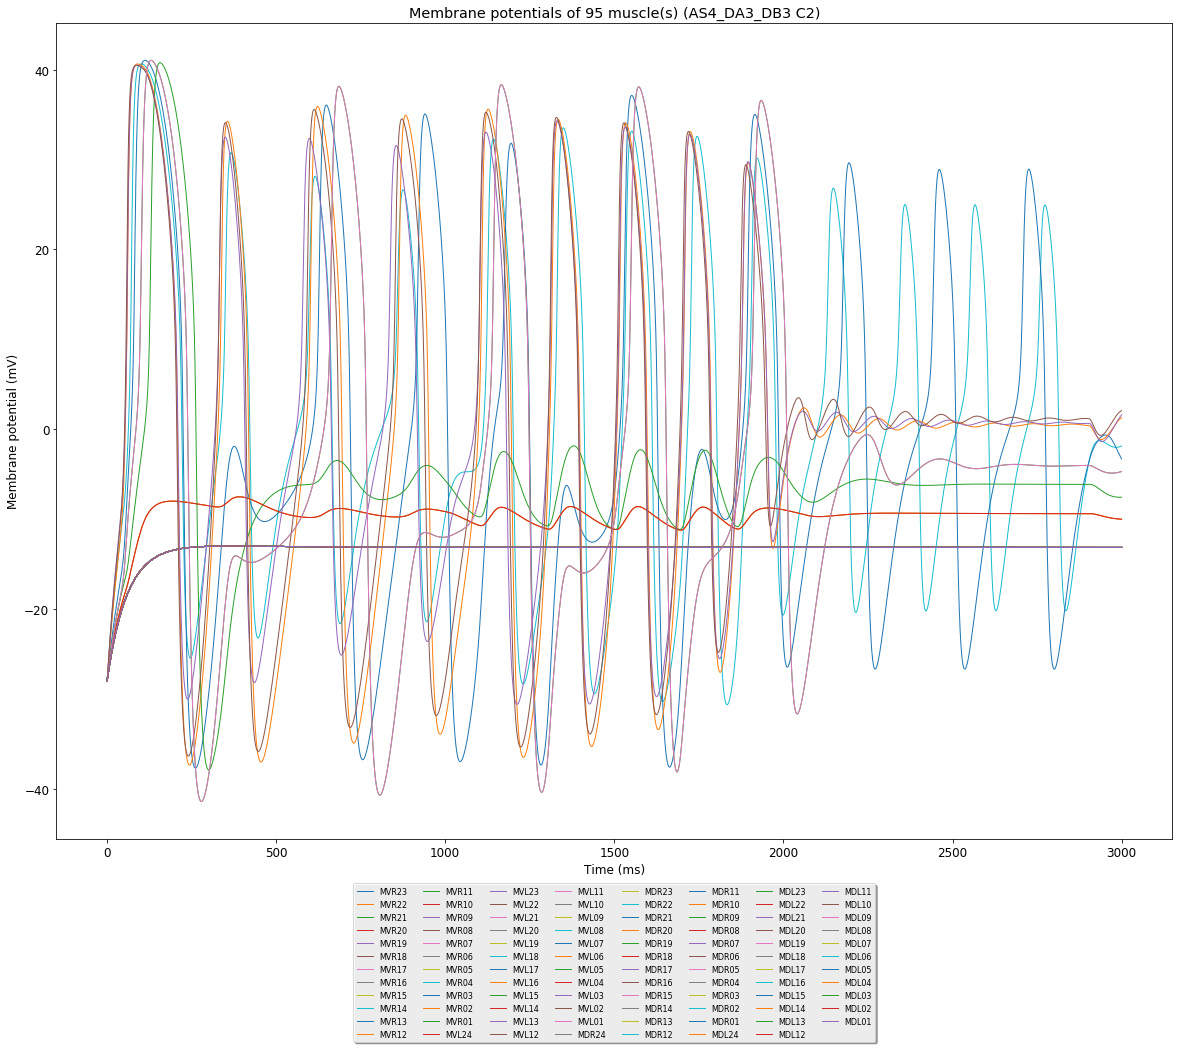 Membrane potentials of 95 muscle(s) (AS4_DA3_DB3 C2)
Membrane potential (mV)
40
20
0
−20
−40
0 500 1000 1500 2000 2500 3000
Time (ms)
MVR23 MVR11 MVL23 MVL11 MDR23 MDR11 MDL23 MDL11
MVR22 MVR10 MVL22 MVL10 MDR22 MDR10 MDL22 MDL10
MVR21 MVR09 MVL21 MVL09 MDR21 MDR09 MDL21 MDL09
MVR20 MVR08 MVL20 MVL08 MDR20 MDR08 MDL20 MDL08
MVR19 MVR07 MVL19 MVL07 MDR19 MDR07 MDL19 MDL07
MVR18 MVR06 MVL18 MVL06 MDR18 MDR06 MDL18 MDL06
MVR17 MVR05 MVL17 MVL05 MDR17 MDR05 MDL17 MDL05
MVR16 MVR04 MVL16 MVL04 MDR16 MDR04 MDL16 MDL04
MVR15 MVR03 MVL15 MVL03 MDR15 MDR03 MDL15 MDL03
MVR14 MVR02 MVL14 MVL02 MDR14 MDR02 MDL14 MDL02
MVR13 MVR01 MVL13 MVL01 MDR13 MDR01 MDL13 MDL01
MVR12 MVL24 MVL12 MDR24 MDR12 MDL24 MDL12